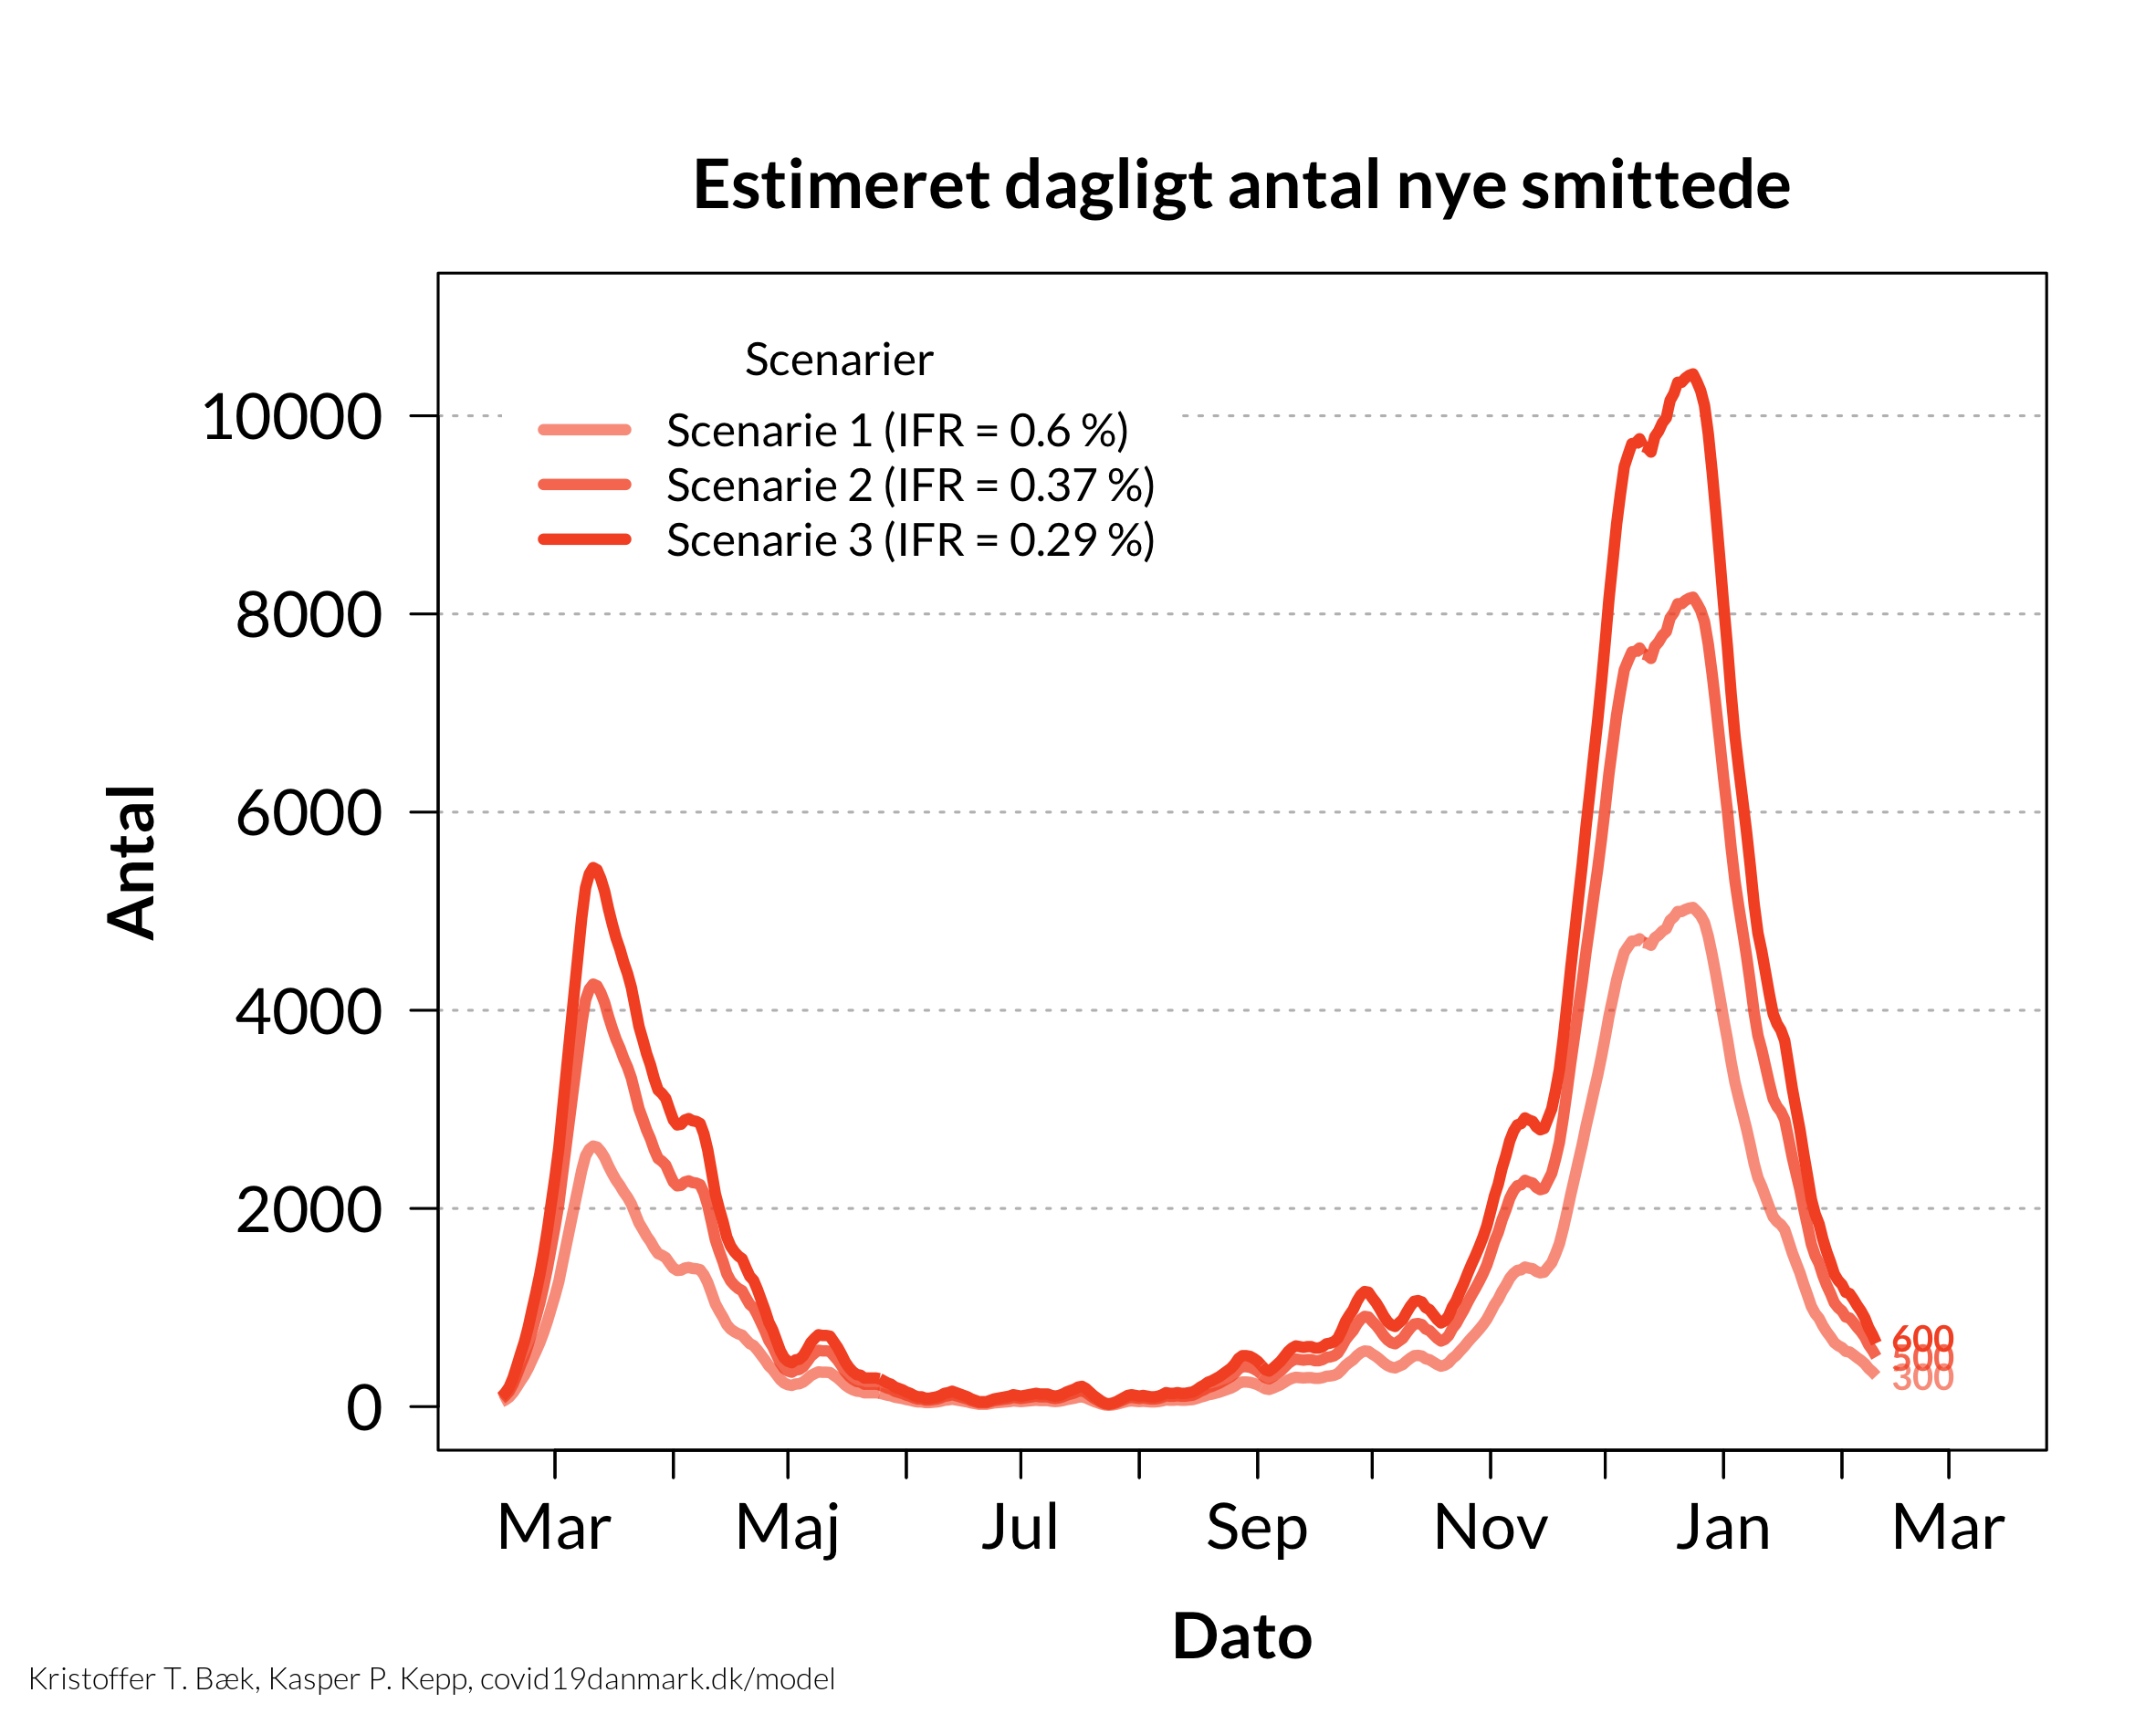 Estimeret dagligt antal nye smittede
Scenarier
Scenarie 1 (IFR = 0.6 %)
Scenarie 2 (IFR = 0.37 %)
Scenarie 3 (IFR = 0.29 %)
Antal
10000
8000
6000
4000
2000
0
600
500
300
Mar Maj Jul Sep Nov Jan Mar
Dato
Kristoffer T. Bæk, Kasper P. Kepp, covid19danmark.dk/model